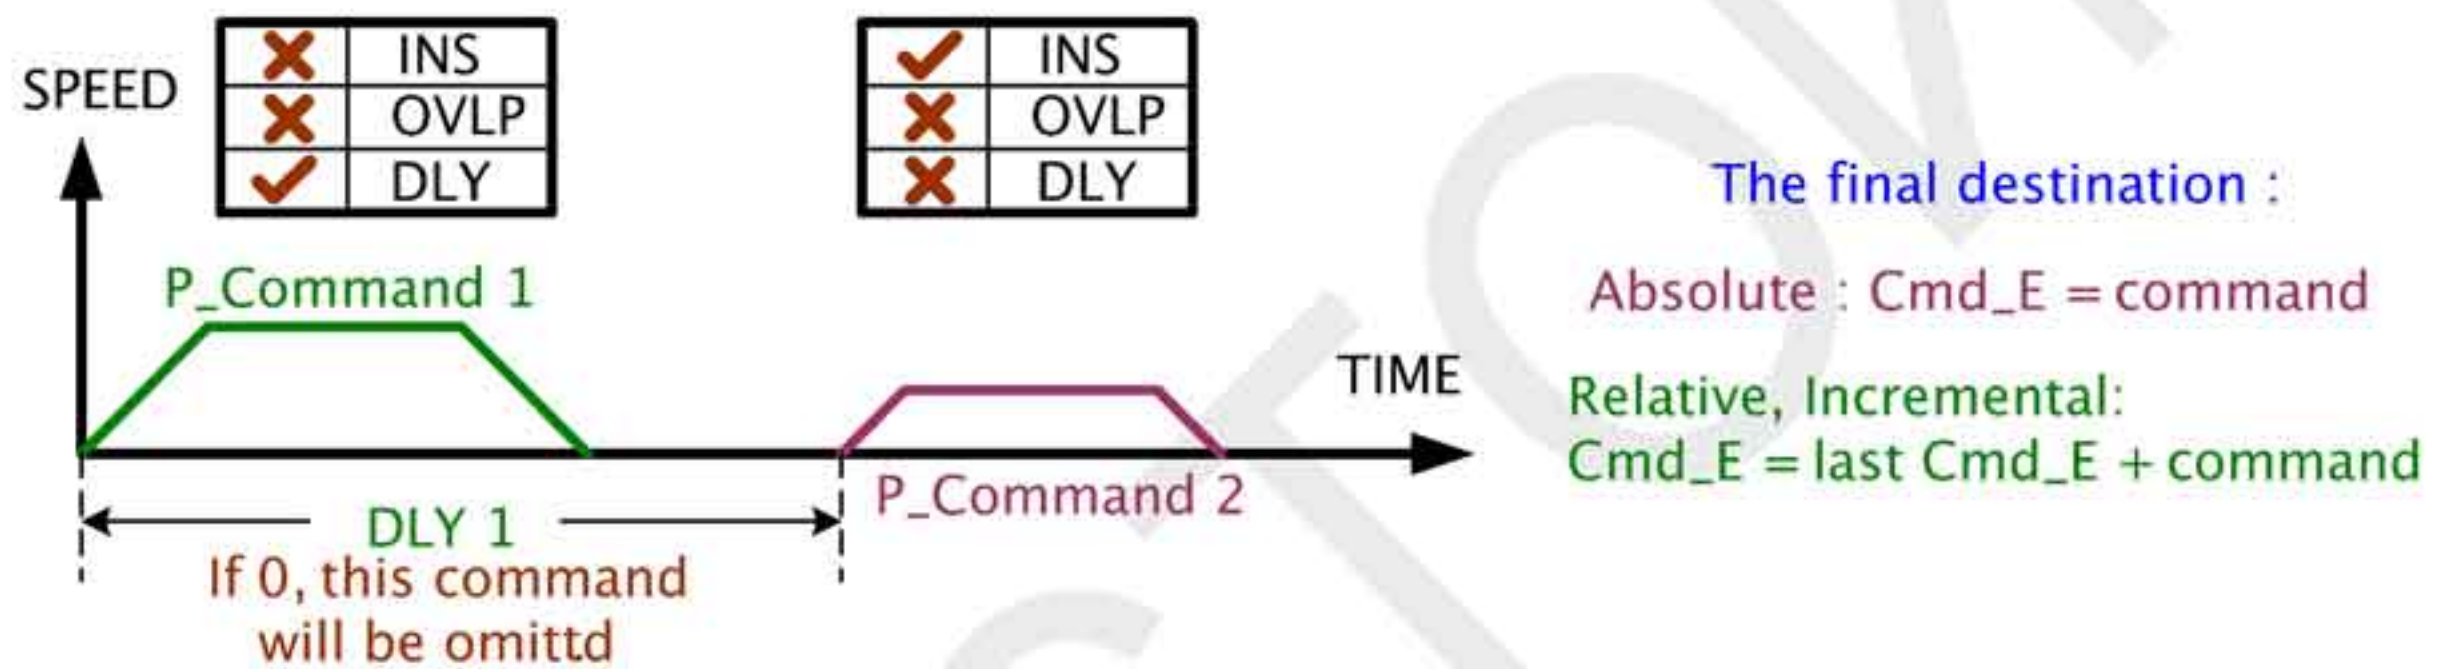 SPEED
INS
OVLP
DLY
INS
OVLP
DLY
P_Command 1
TIME
P_Command 2
DLY 1
If 0, this command
will be omittd
The final destination :
Absolute : Cmd_E = command
Relative, Incremental:
Cmd_E = last Cmd_E + command